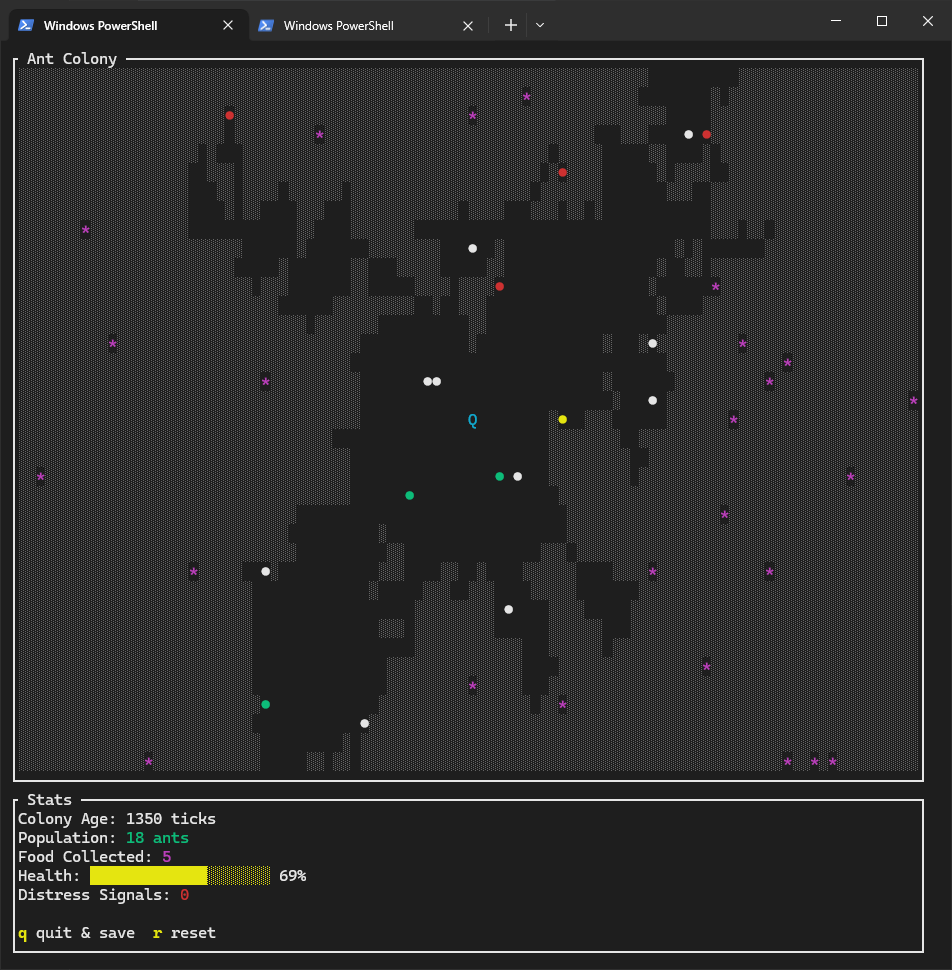 Windows PowerShell
Windows PowerShell
Ant Colony
Q
Stats
Colony Age: 1350 ticks
Population: 18 ants
Food Collected: 5
Health: 69%
Distress Signals: 0
q quit & save r reset